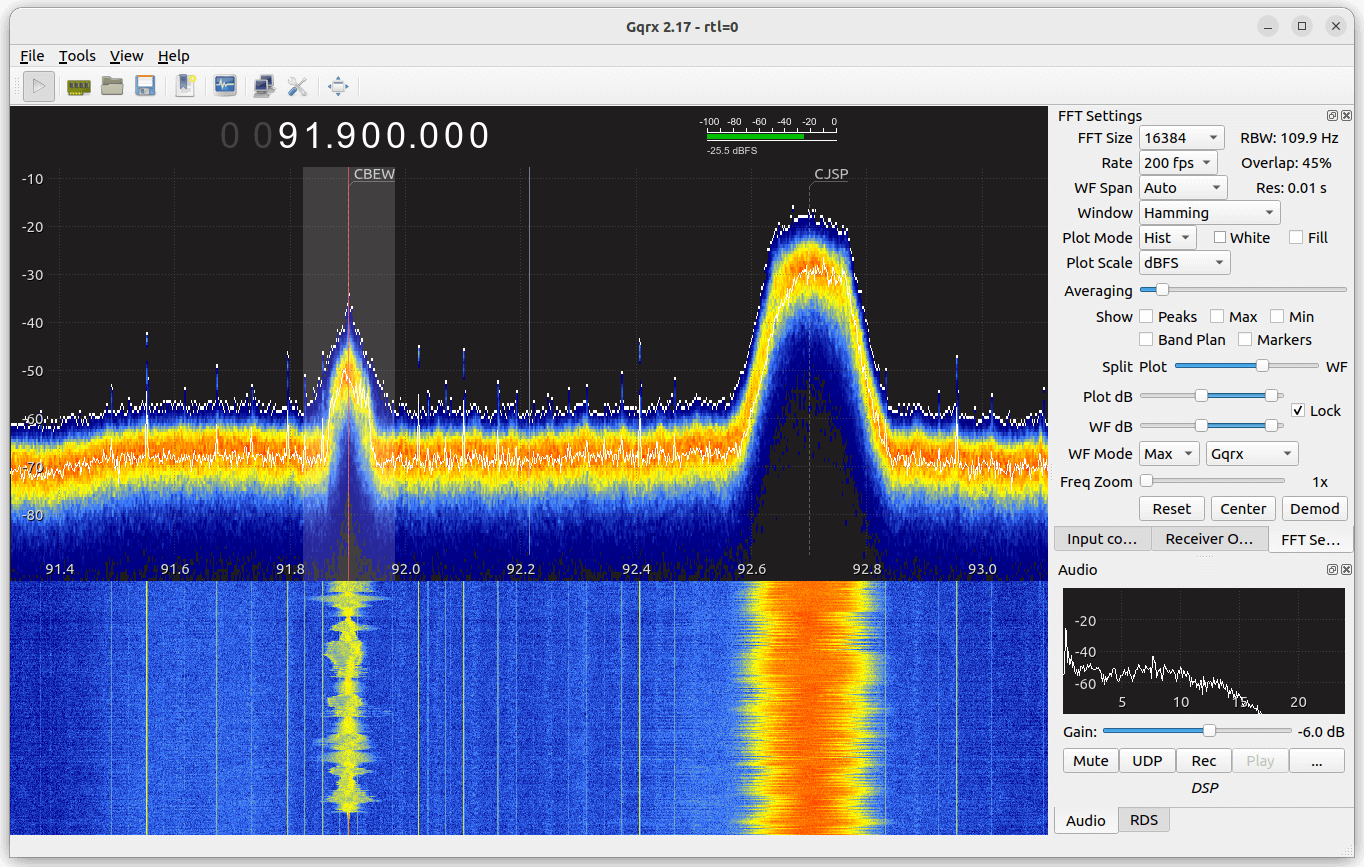 Gqrx 2.17 - rtl=0
File Tools View Help
0 091.900.000
-100 -80 -60 -40 -20 0
-25.5 dBFS
CBEW CJSP
-10
-20
-30
-40
-50
-60
-70
-80
91.4 91.6 91.8 92.0 92.2 92.4 92.6 92.8 93.0
FFT Settings
FFT Size 16384 RBW: 109.9 Hz
Rate 200 fps Overlap: 45%
WF Span Auto Res: 0.01 s
Window Hamming
Plot Mode Hist White Fill
Plot Scale dBFS
Averaging
Show Peaks Max Min
Band Plan Markers
Split Plot WF
Plot dB
Lock
WF dB
WF Mode Max Gqrx
Freq Zoom 1x
Reset Center Demod
Input co... Receiver O... FFT Se...
Audio
-20
-40
-60
5 10 15 20
Gain: -6.0 dB
Mute UDP Rec Play ...
DSP
Audio RDS